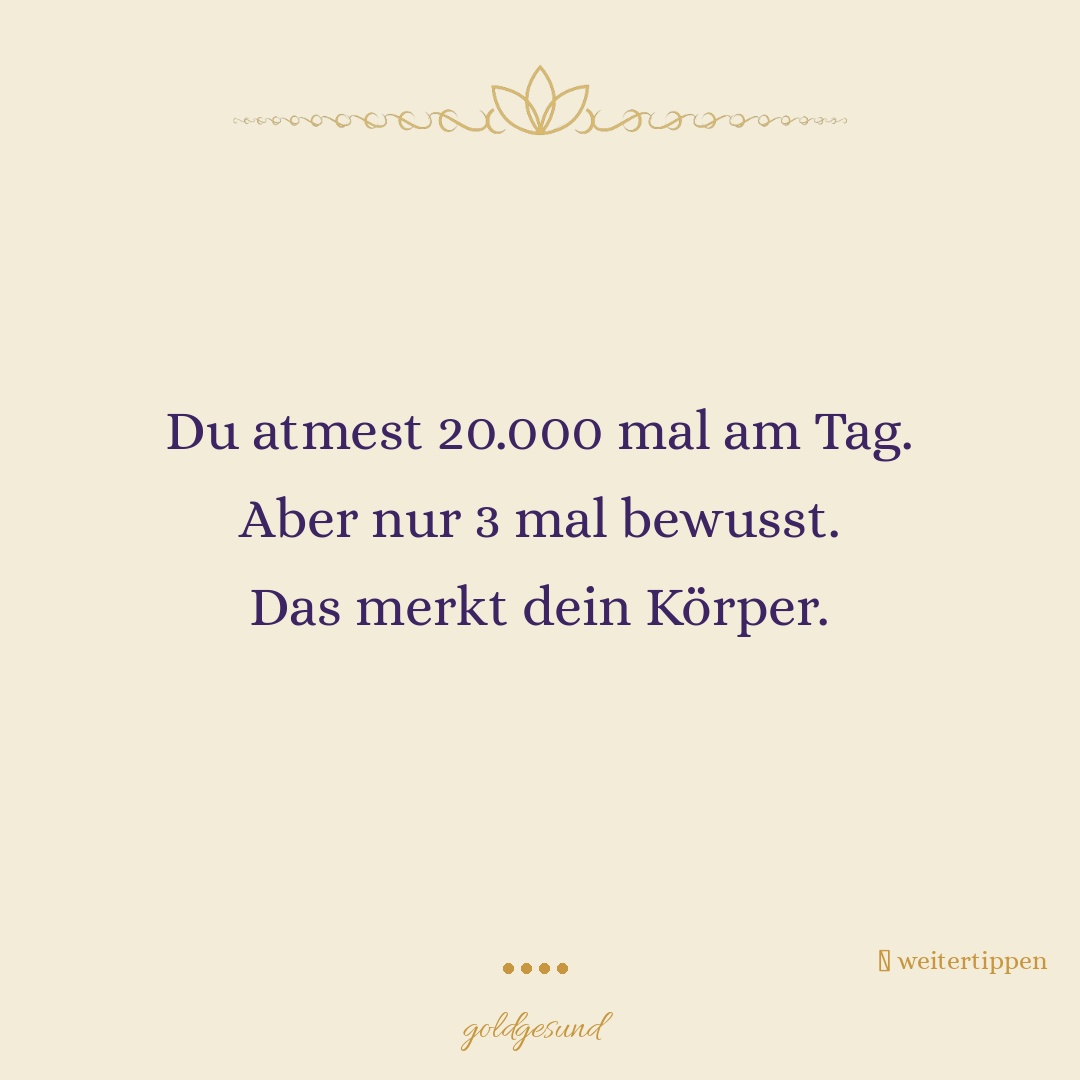 Du atmest 20.000 mal am Tag.
Aber nur 3 mal bewusst.
Das merkt dein Körper.
weitertippen
goldgesund